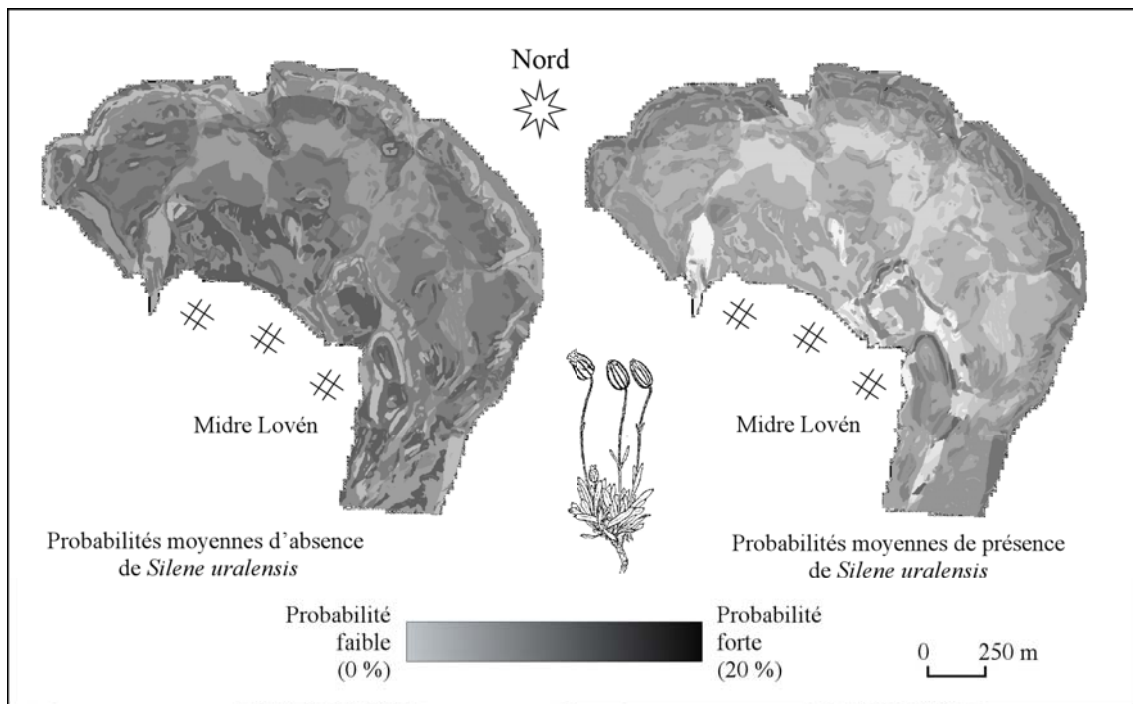 Nord
Midre Lovén
Midre Lovén
Probabilités moyennes d’absence
de Silene uralensis
Probabilités moyennes de présence
de Silene uralensis
Probabilité
faible
(0 %)
Probabilité
forte
(20 %)
0 250 m